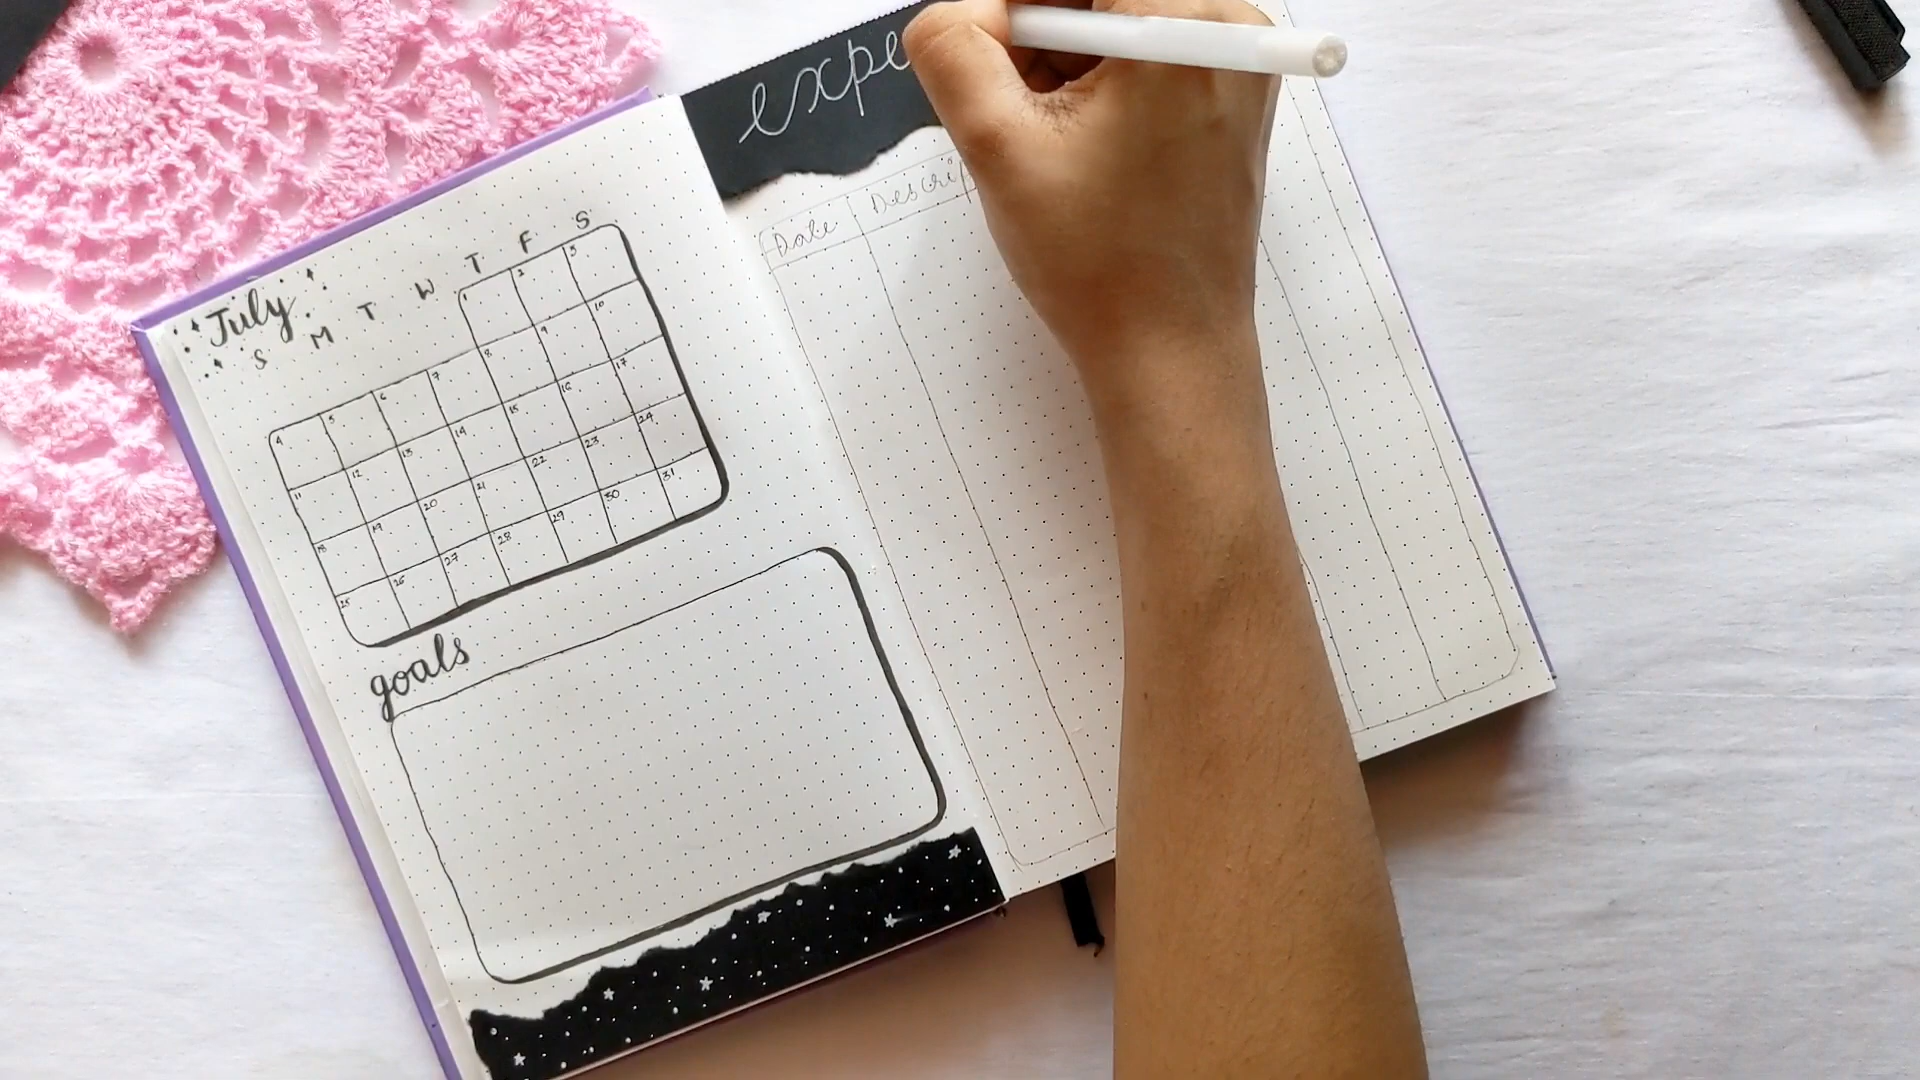 July
S M T W T F S
1 2 3
4 5 6 7 8 9 10
11 12 13 14 15 16 17
18 19 20 21 22 23 24
25 26 27 28 29 30 31
goals
expe
Date Descrip